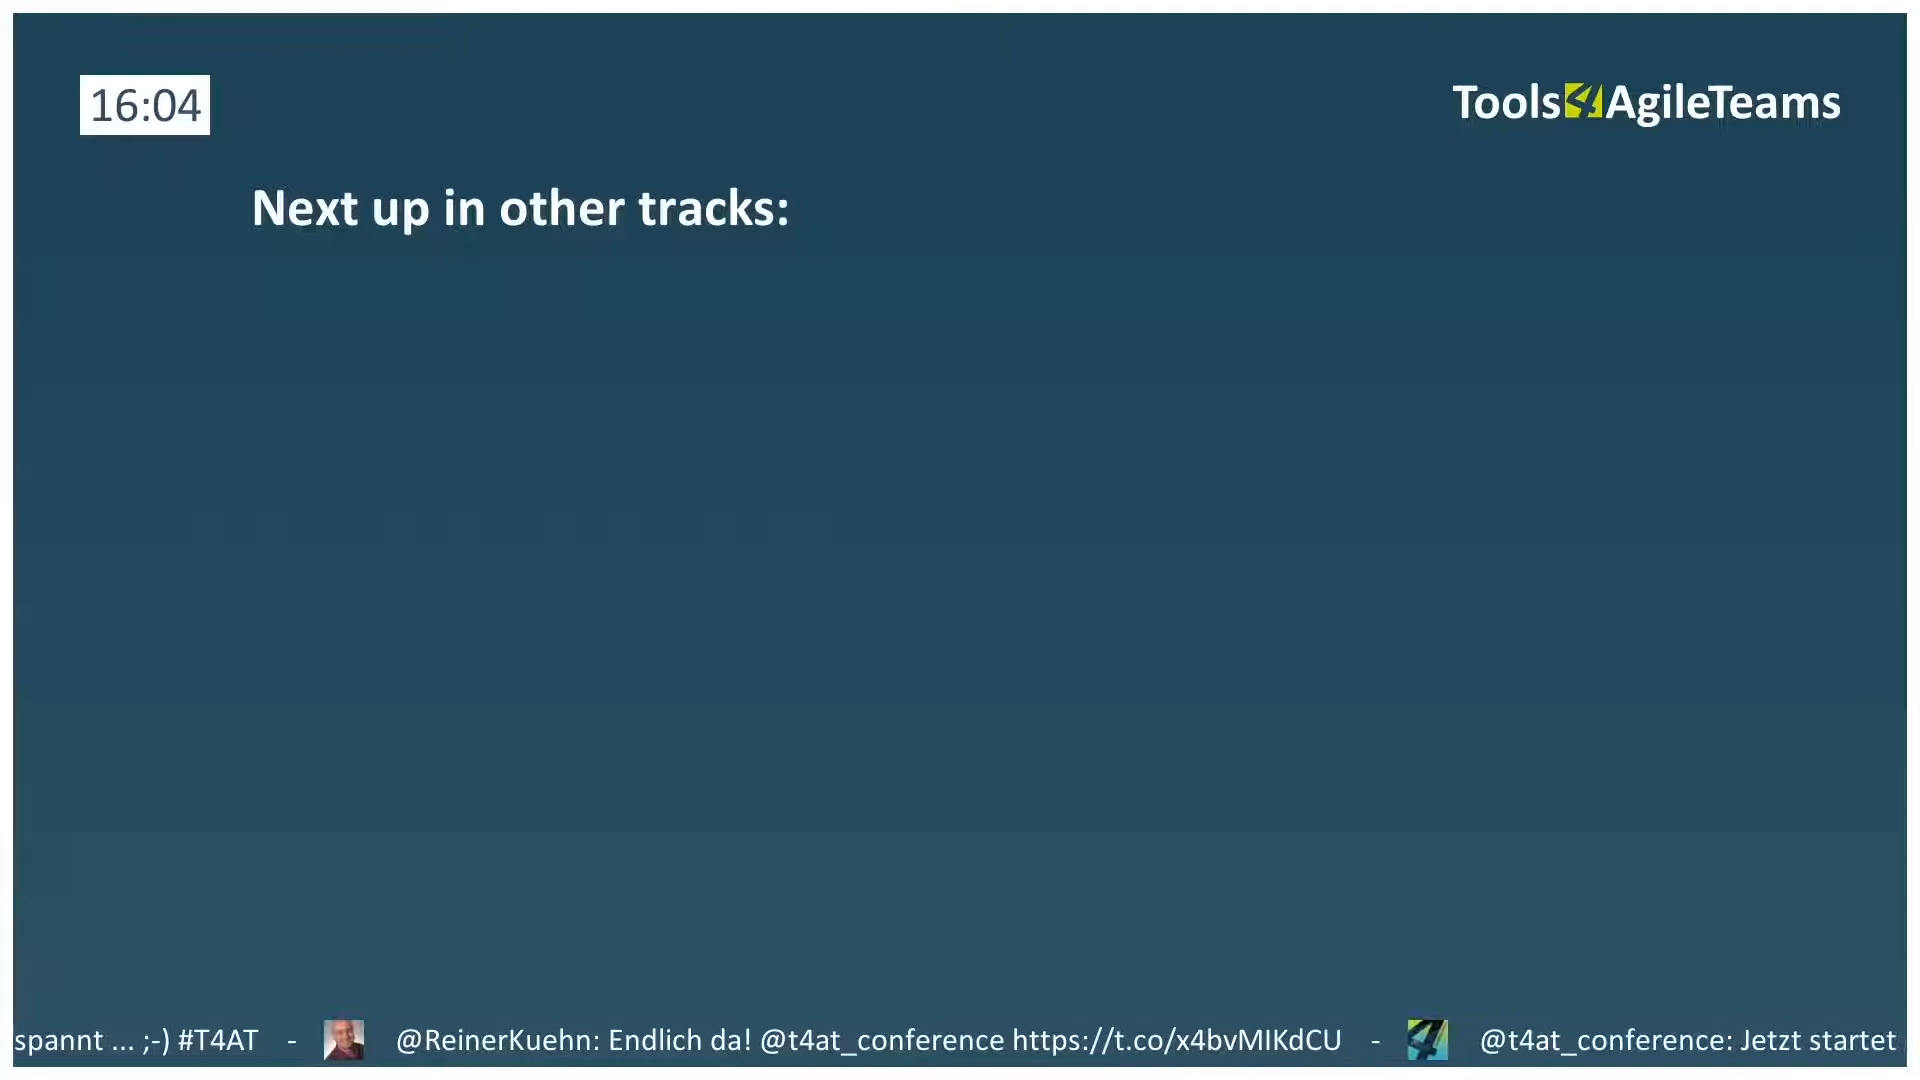 16:04
Tools4AgileTeams
Next up in other tracks:
spannt ... ;-) #T4AT - @ReinerKuehn: Endlich da! @t4at_conference https://t.co/x4bvMIKdCU - @t4at_conference: Jetzt startet